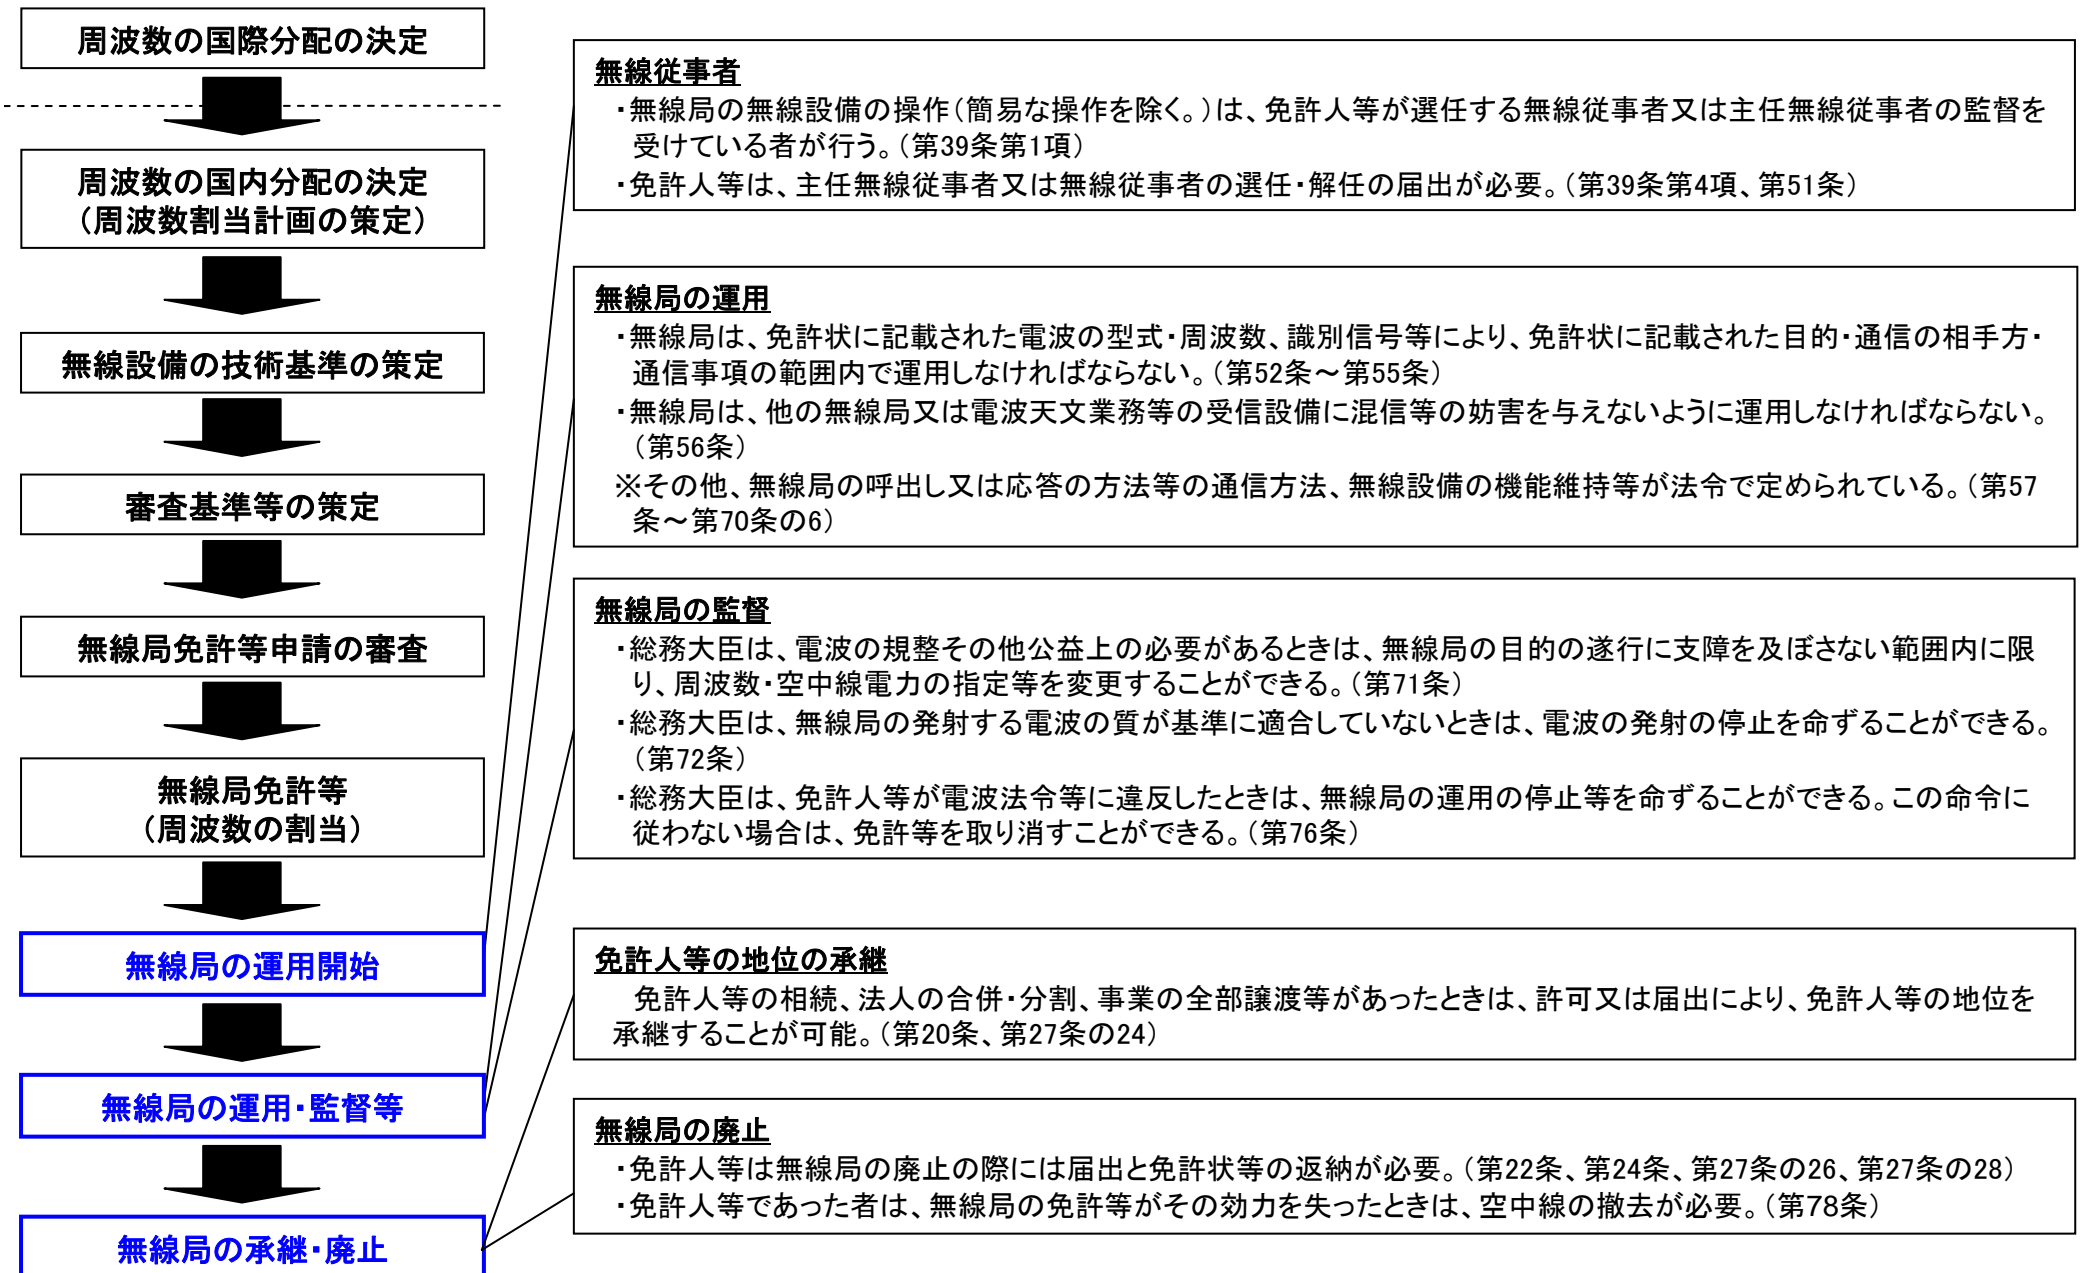 周波数の国際分配の決定
周波数の国内分配の決定
（周波数割当計画の策定）
無線設備の技術基準の策定
審査基準等の策定
無線局免許等申請の審査
無線局免許等
（周波数の割当）
無線局の運用開始
無線局の運用・監督等
無線局の承継・廃止
無線従事者
・無線局の無線設備の操作（簡易な操作を除く。）は、免許人等が選任する無線従事者又は主任無線従事者の監督を
受けている者が行う。（第39条第1項）
・免許人等は、主任無線従事者又は無線従事者の選任・解任の届出が必要。（第39条第4項、第51条）
無線局の運用
・無線局は、免許状に記載された電波の型式・周波数、識別信号等により、免許状に記載された目的・通信の相手方・
通信事項の範囲内で運用しなければならない。（第52条～第55条）
・無線局は、他の無線局又は電波天文業務等の受信設備に混信等の妨害を与えないように運用しなければならない。
（第56条）
※その他、無線局の呼出し又は応答の方法等の通信方法、無線設備の機能維持等が法令で定められている。（第57
条～第70条の6）
無線局の監督
・総務大臣は、電波の規整その他公益上の必要があるときは、無線局の目的の遂行に支障を及ぼさない範囲内に限
り、周波数・空中線電力の指定等を変更することができる。（第71条）
・総務大臣は、無線局の発射する電波の質が基準に適合していないときは、電波の発射の停止を命ずることができる。
（第72条）
・総務大臣は、免許人等が電波法令等に違反したときは、無線局の運用の停止等を命ずることができる。この命令に
従わない場合は、免許等を取り消すことができる。（第76条）
免許人等の地位の承継
免許人等の相続、法人の合併・分割、事業の全部譲渡等があったときは、許可又は届出により、免許人等の地位を
承継することが可能。（第20条、第27条の24）
無線局の廃止
・免許人等は無線局の廃止の際には届出と免許状等の返納が必要。（第22条、第24条、第27条の26、第27条の28）
・免許人等であった者は、無線局の免許等がその効力を失ったときは、空中線の撤去が必要。（第78条）